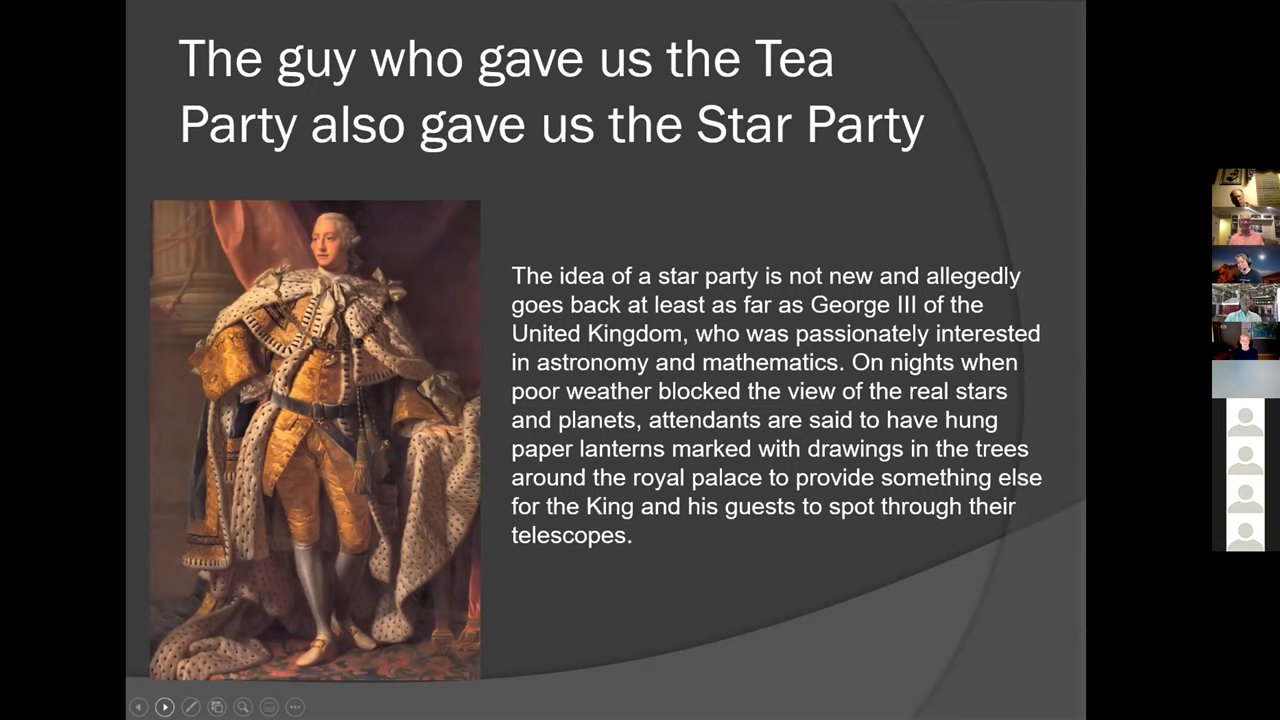 The guy who gave us the Tea
Party also gave us the Star Party
The idea of a star party is not new and allegedly
goes back at least as far as George III of the
United Kingdom, who was passionately interested
in astronomy and mathematics. On nights when
poor weather blocked the view of the real stars
and planets, attendants are said to have hung
paper lanterns marked with drawings in the trees
around the royal palace to provide something else
for the King and his guests to spot through their
telescopes.